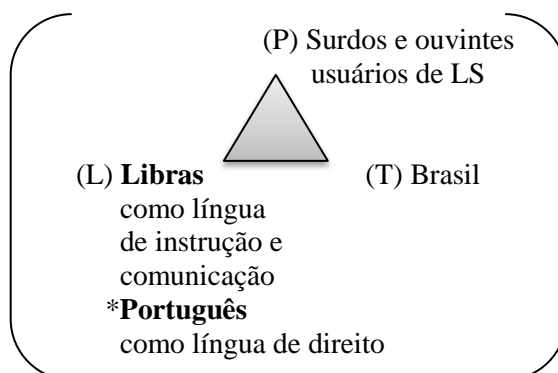 (P) Surdos e ouvintes
usuários de LS
(L) Libras
(T) Brasil
como língua
de instrução e
comunicação
*Português
como língua de direito